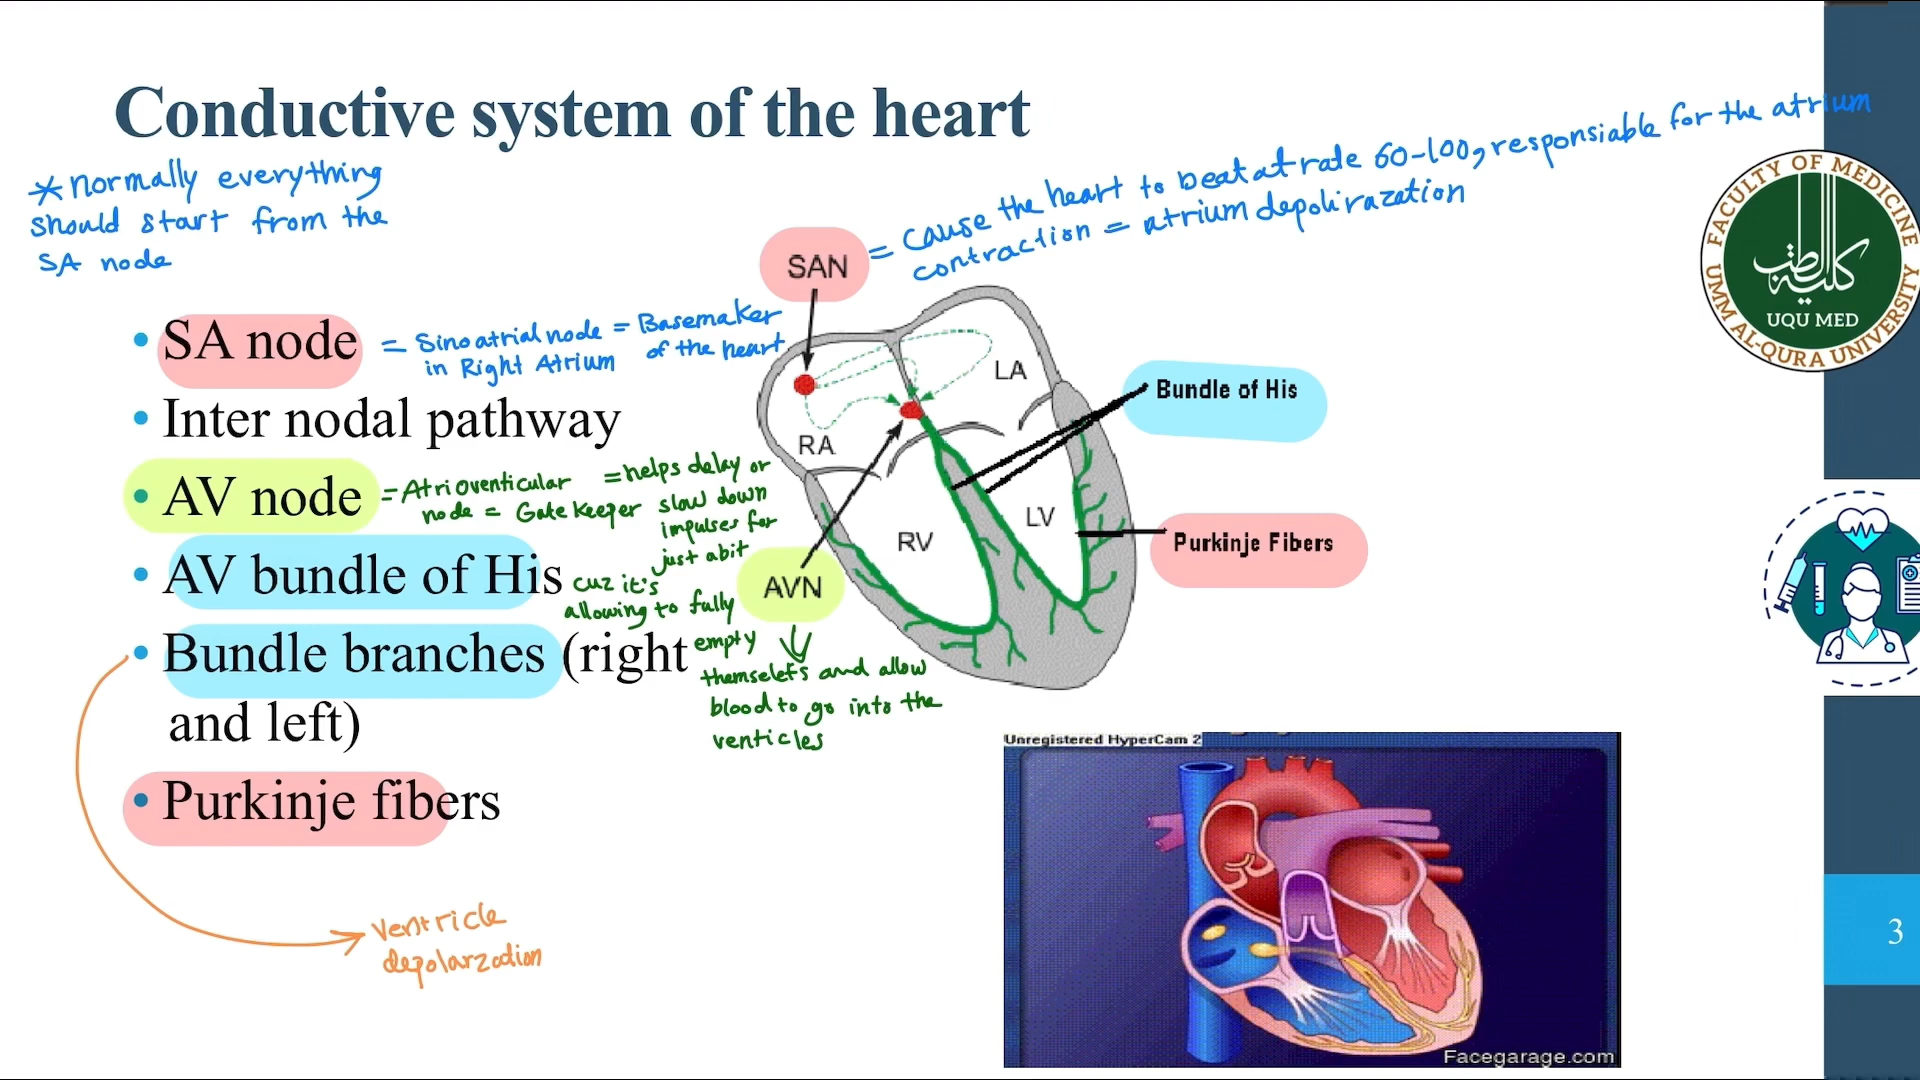 Conductive system of the heart
*normally everything
should start from the
SA node
= cause the heart to beat at rate 60-100, responsiable for the atrium
contraction = atrium depolirazation
SAN
• SA node
= Sinoatrial node = Basemaker
in Right Atrium of the heart
• Inter nodal pathway
• AV node
= Atrioventicular = helps delay or
node = Gatekeeper slow down
impulses for
just abit
cuz it's
allowing to fully
empty
themselefs and allow
blood to go into the
venticles
• AV bundle of His
• Bundle branches (right
and left)
• Purkinje fibers
ventricle
depolarzation
LA
RA
RV
LV
AVN
Bundle of His
Purkinje Fibers
FACULTY OF MEDICINE
كلية الطب
UQU MED
UMM AL-QURA UNIVERSITY
Unregistered HyperCam 2
Facegarage.com
3